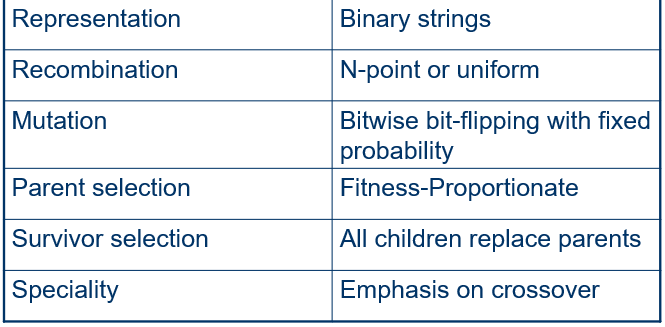 Representation Binary strings
Recombination N-point or uniform
Mutation Bitwise bit-flipping with fixed
probability
Parent selection Fitness-Proportionate
Survivor selection All children replace parents
Speciality Emphasis on crossover